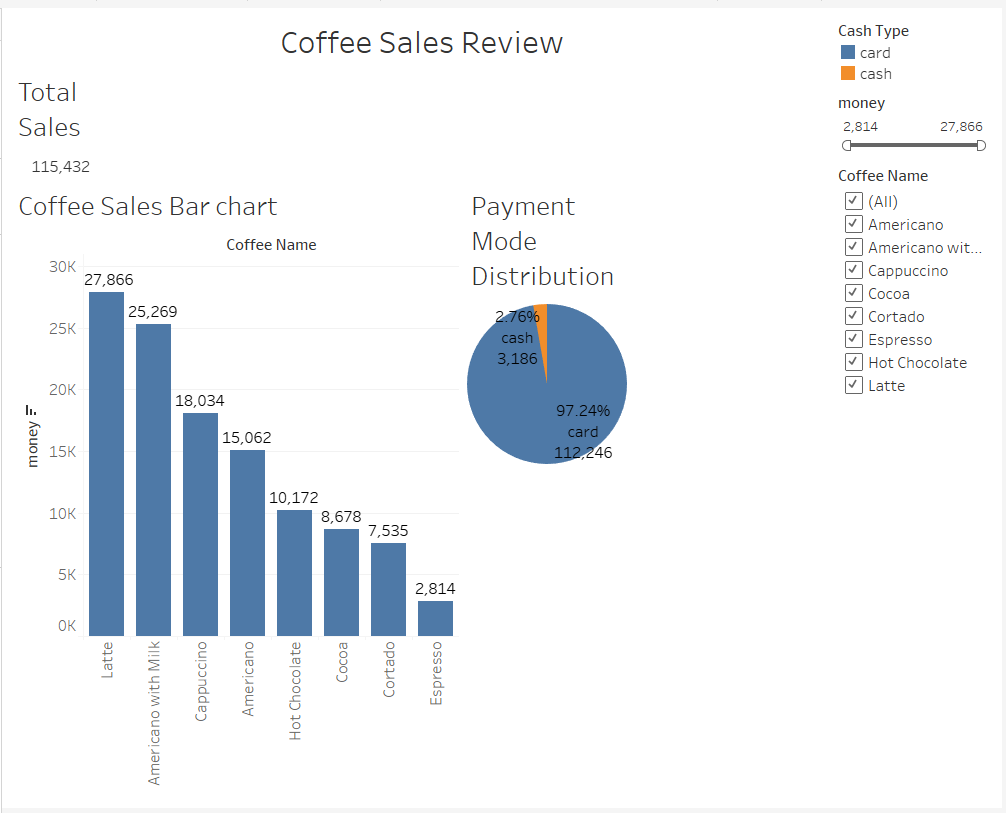 Coffee Sales Review
Total
Sales
115,432
Coffee Sales Bar chart
Coffee Name
money
30K
25K
20K
15K
10K
5K
0K
27,866
25,269
18,034
15,062
10,172
8,678
7,535
2,814
Latte
Americano with Milk
Cappuccino
Americano
Hot Chocolate
Cocoa
Cortado
Espresso
Payment
Mode
Distribution
2.76%
cash
3,186
97.24%
card
112,246
Cash Type
card
cash
money
2,814 27,866
Coffee Name
(All)
Americano
Americano wit...
Cappuccino
Cocoa
Cortado
Espresso
Hot Chocolate
Latte